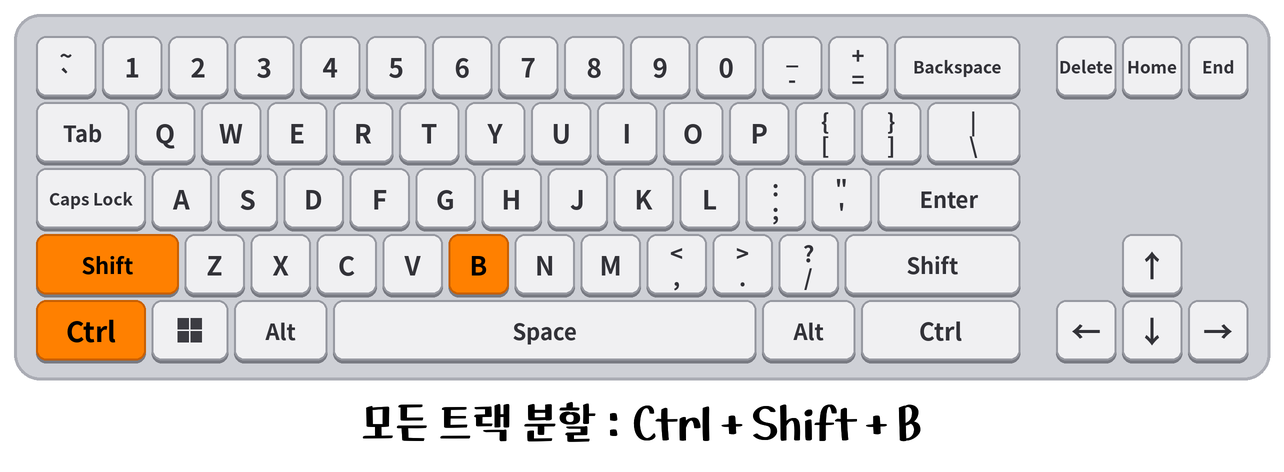 ~ 1 2 3 4 5 6 7 8 9 0 _ + Backspace Delete Home End
` - =
Tab Q W E R T Y U I O P { } |
[ ] \
Caps Lock A S D F G H J K L : " Enter
; '
Shift Z X C V B N M < > ? Shift ↑
, . /
Ctrl Alt Space Alt Ctrl ← ↓ →
모든 트랙 분할 : Ctrl + Shift + B